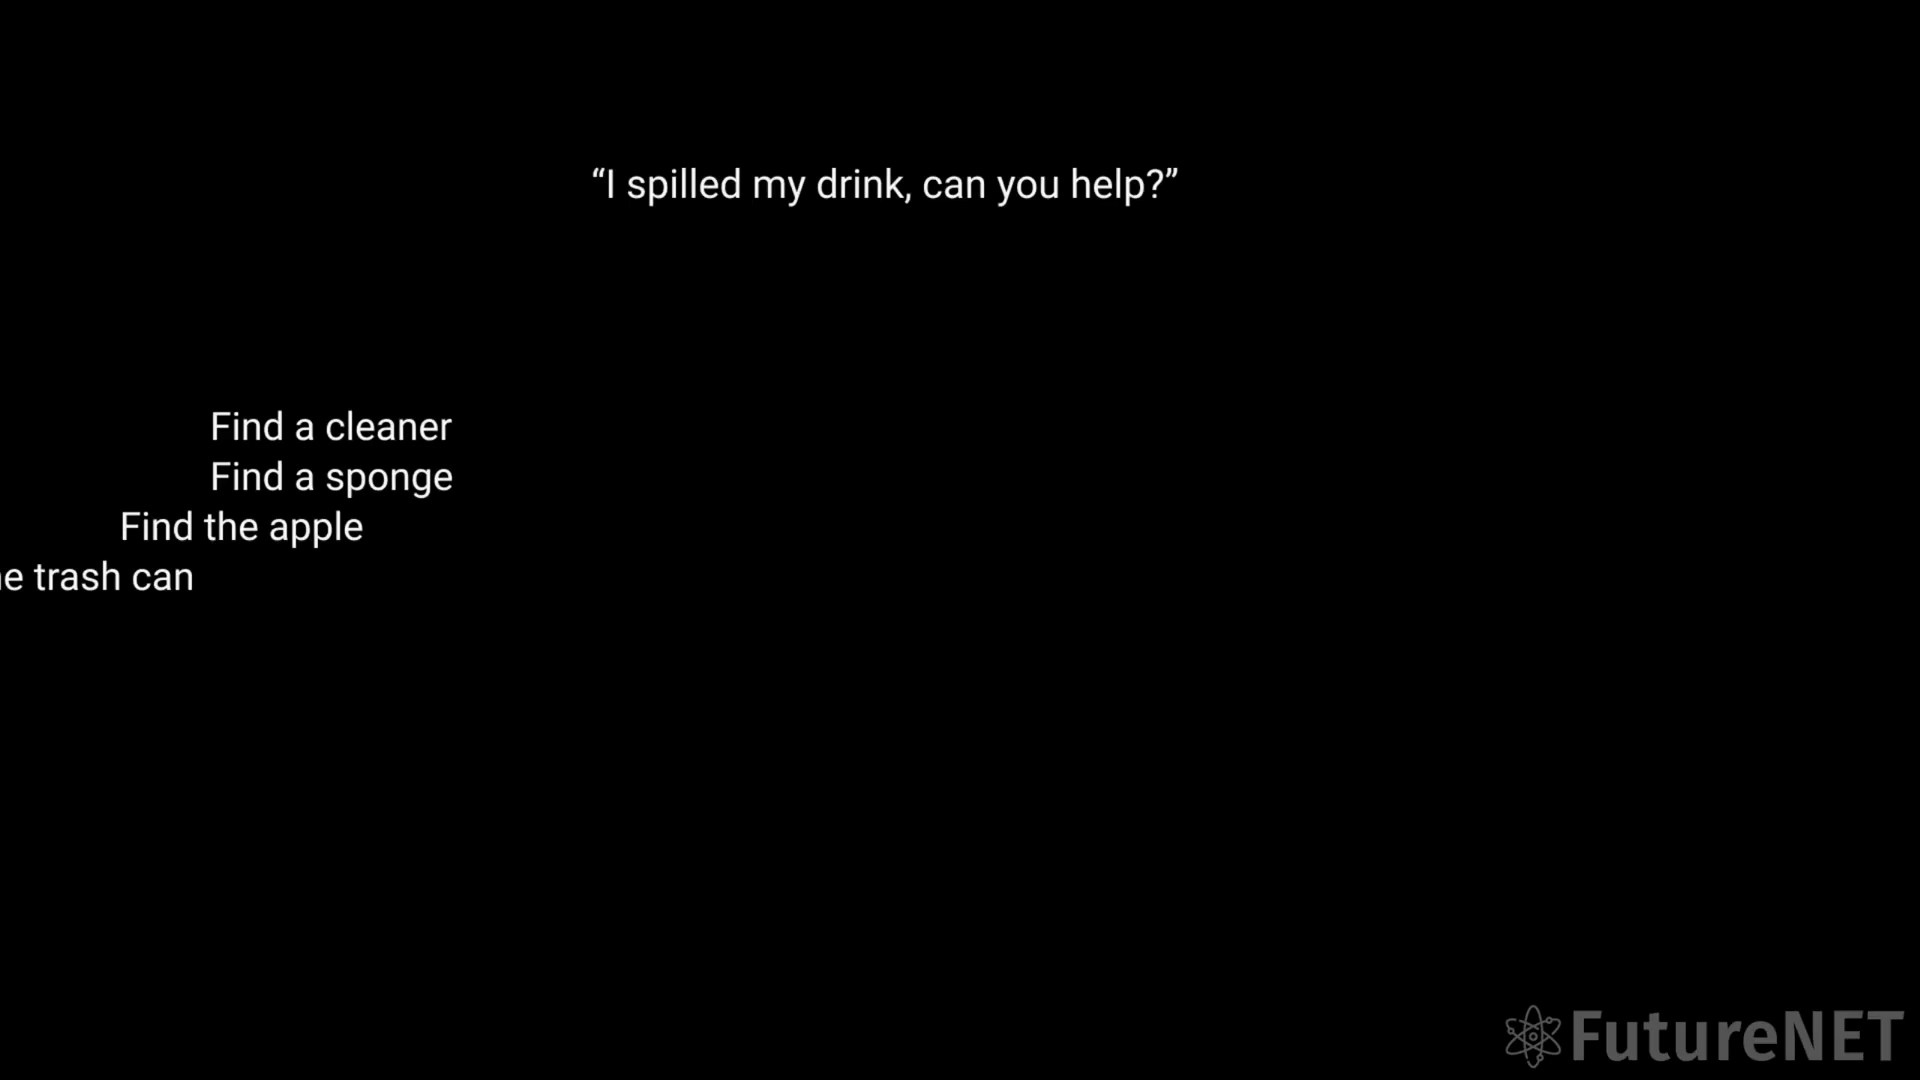 “I spilled my drink, can you help?”
Find a cleaner
Find a sponge
Find the apple
trash can
FutureNET